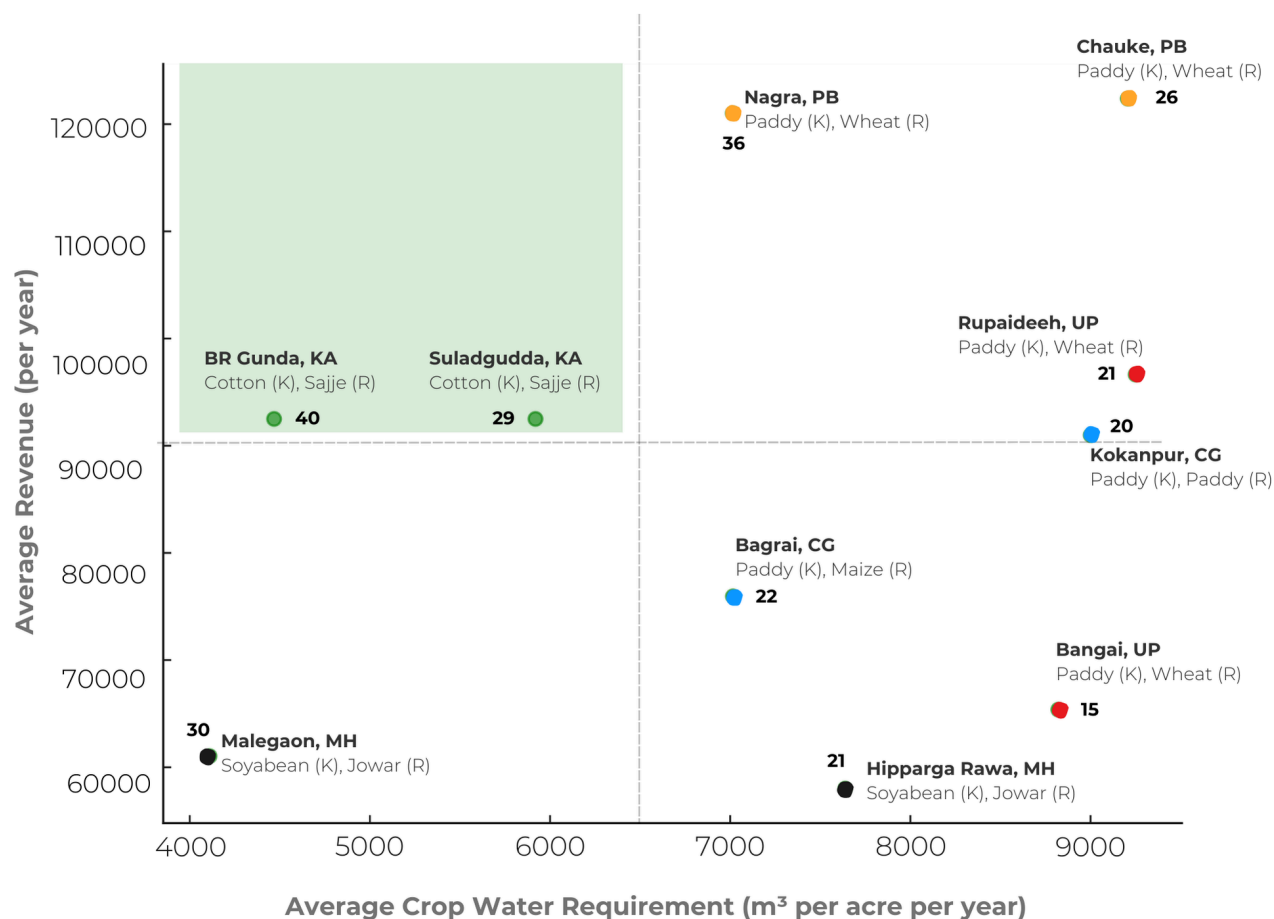 Chauke, PB
Paddy (K), Wheat (R)
26
Nagra, PB
Paddy (K), Wheat (R)
36
120000
110000
Rupaideeh, UP
Paddy (K), Wheat (R)
21
BR Gunda, KA
Cotton (K), Sajje (R)
40
Suladgudda, KA
Cotton (K), Sajje (R)
29
100000
20
Kokanpur, CG
Paddy (K), Paddy (R)
90000
Bagrai, CG
Paddy (K), Maize (R)
22
80000
Bangai, UP
Paddy (K), Wheat (R)
15
70000
30
Malegaon, MH
Soyabean (K), Jowar (R)
21
Hipparga Rawa, MH
Soyabean (K), Jowar (R)
60000
Average Revenue (per year)
4000
5000
6000
7000
8000
9000
Average Crop Water Requirement (m³ per acre per year)